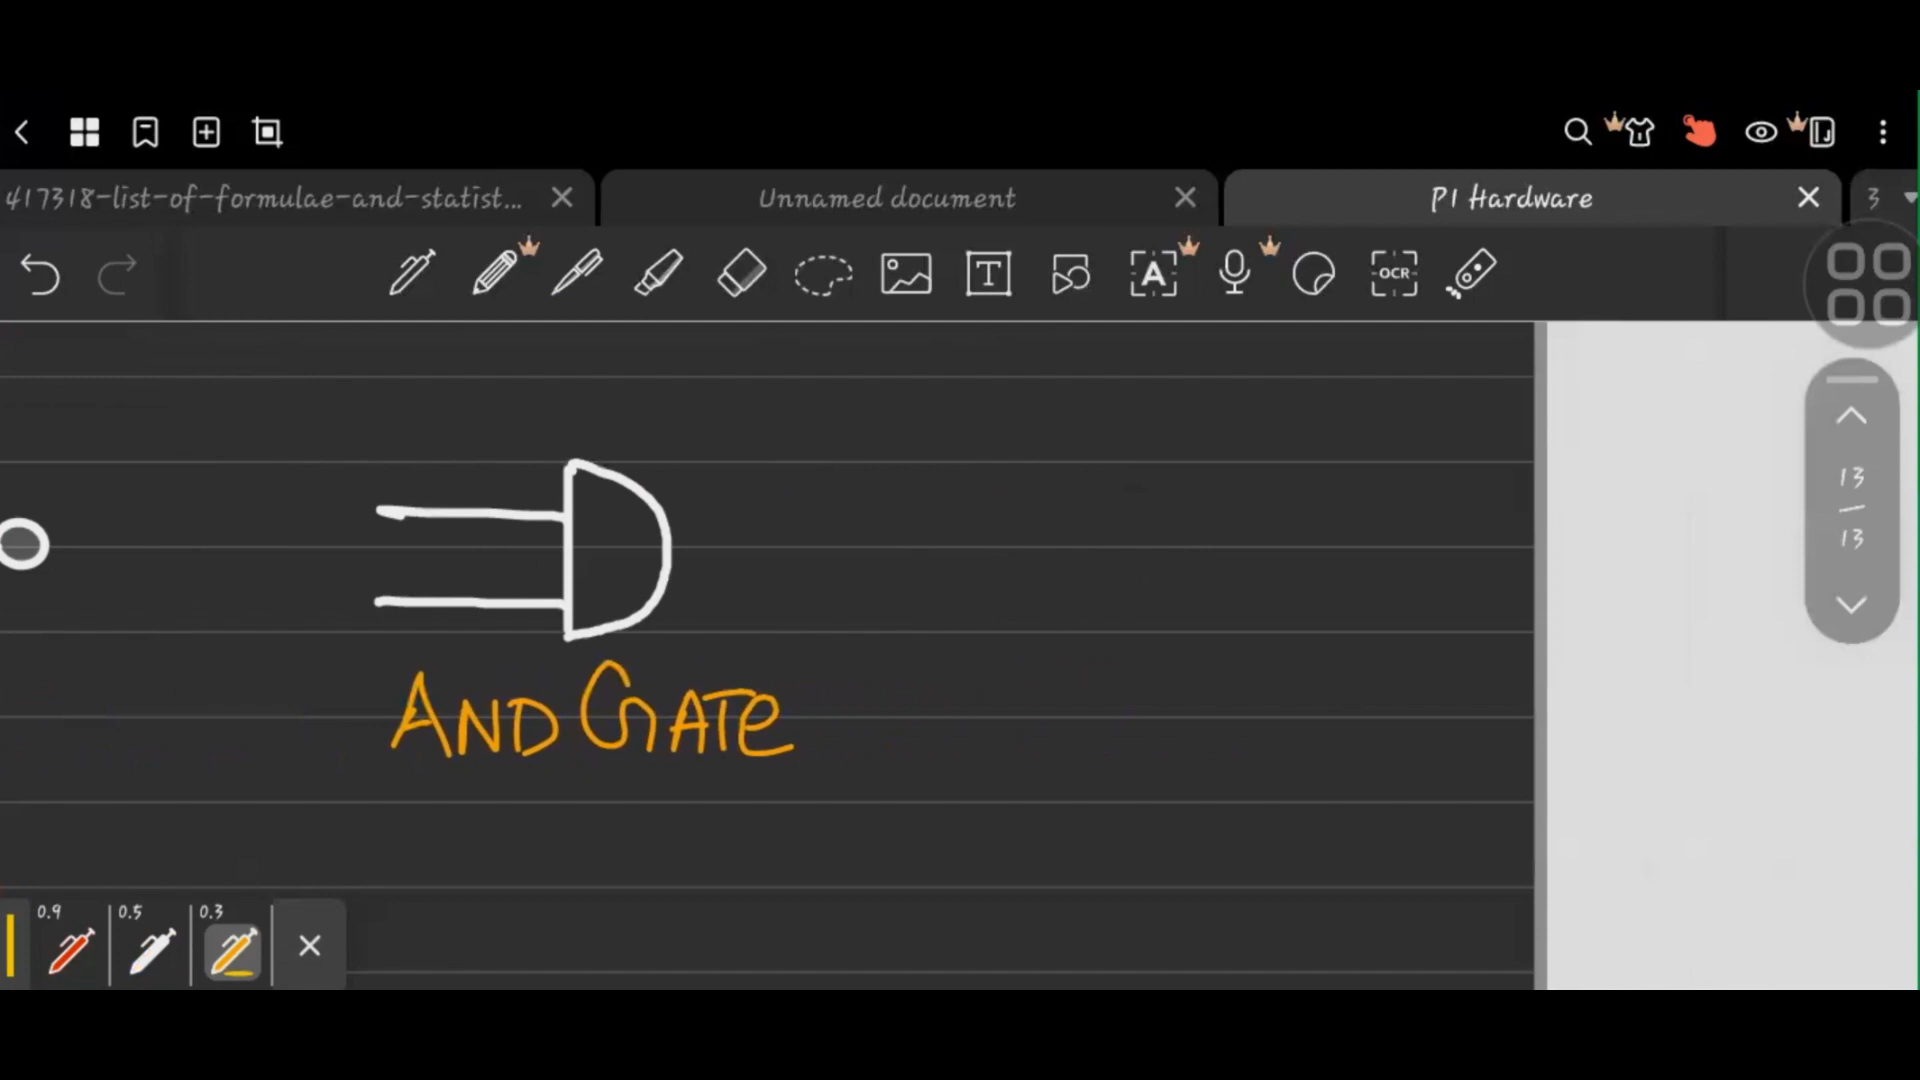 417318-list-of-formulae-and-statist...
Unnamed document
P1 Hardware
3
T
A
OCR
13
13
AND GATE
0.9
0.5
0.3